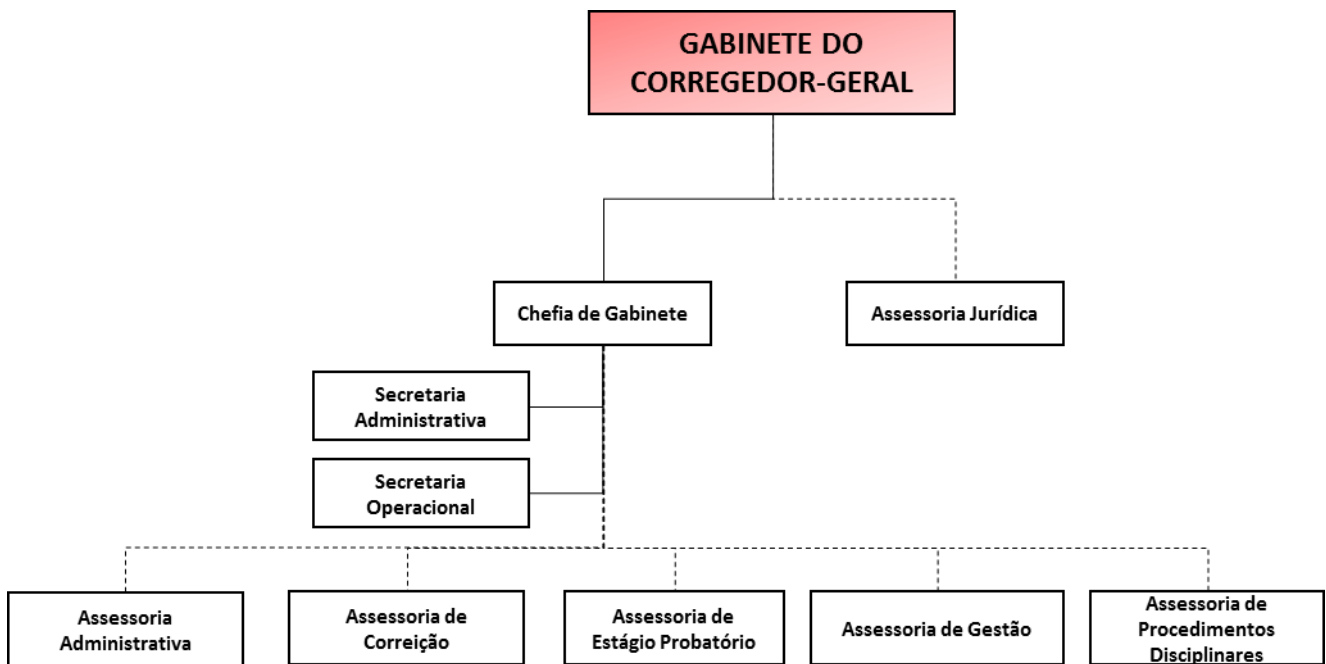 GABINETE DO
CORREGEDOR-GERAL
Chefia de Gabinete
Assessoria Jurídica
Secretaria
Administrativa
Secretaria
Operacional
Assessoria
Administrativa
Assessoria de
Correição
Assessoria de
Estágio Probatório
Assessoria de Gestão
Assessoria de
Procedimentos
Disciplinares